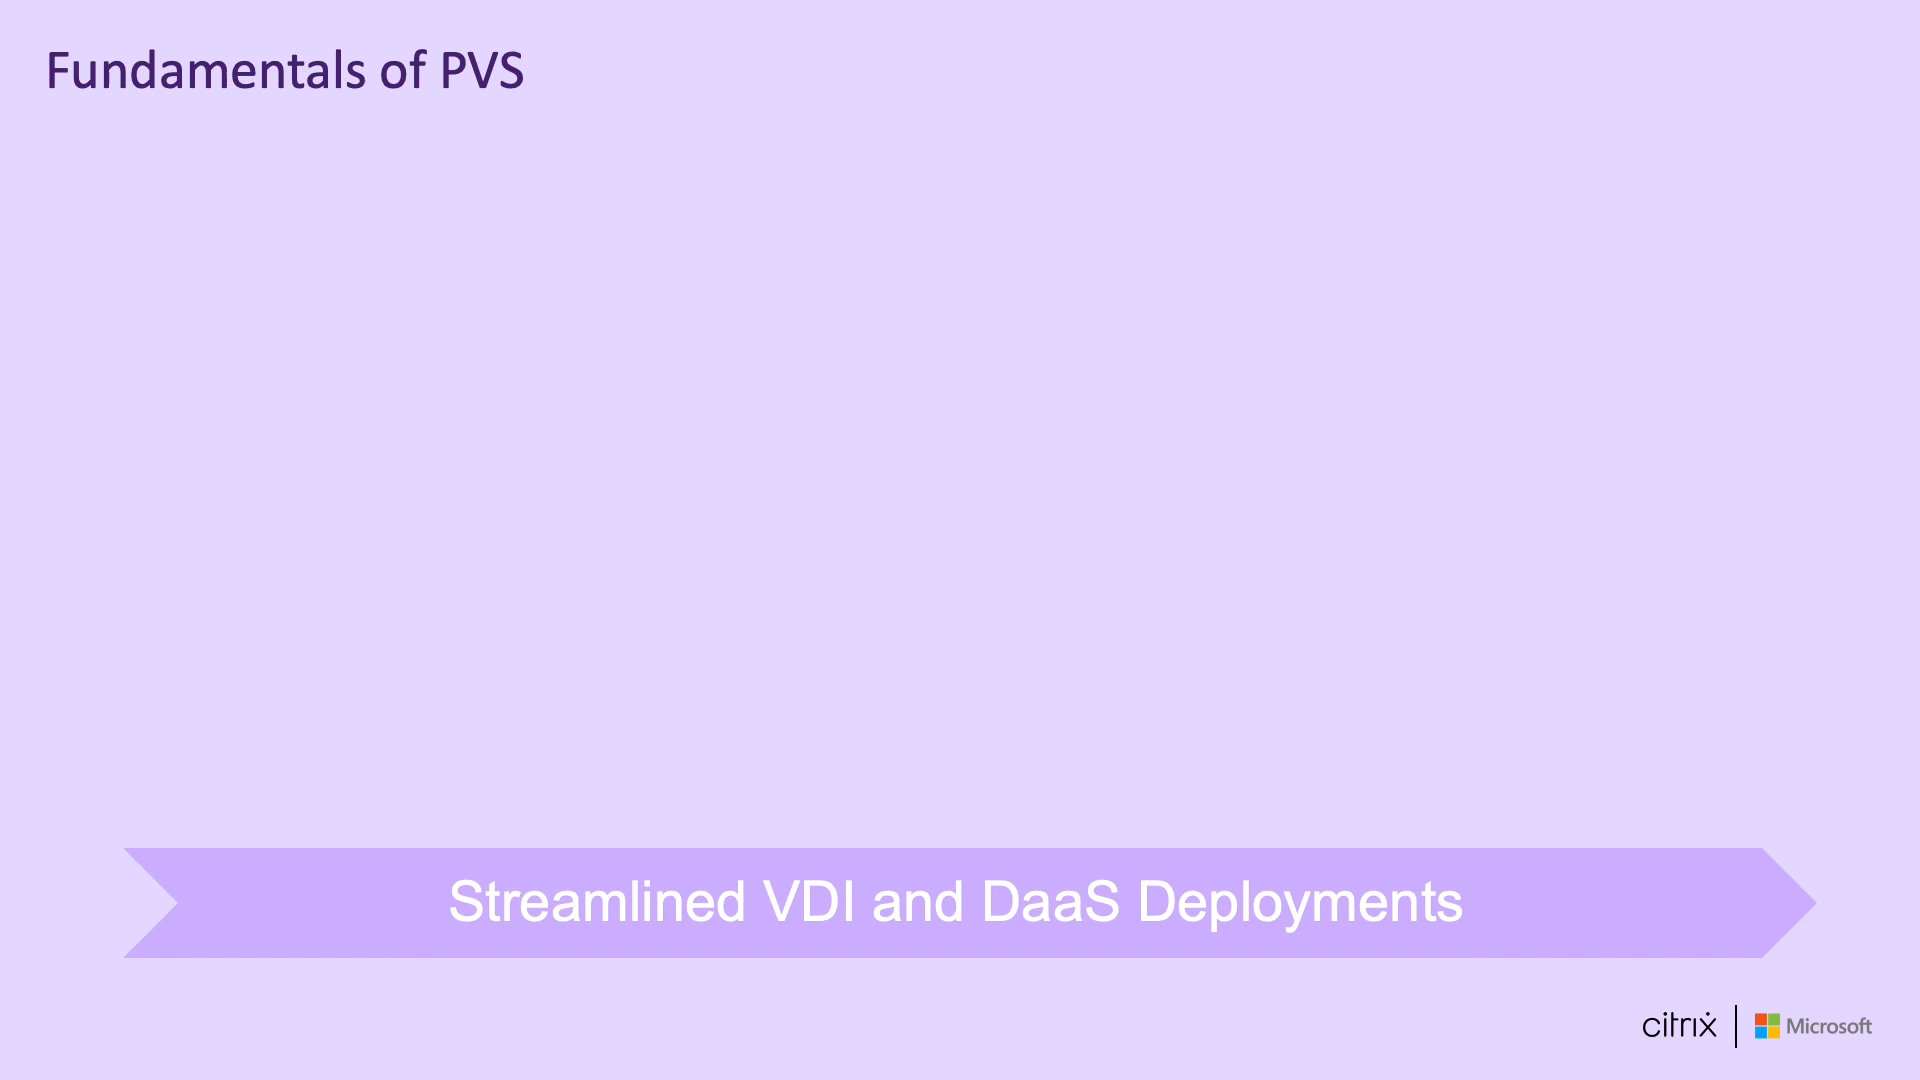 Fundamentals of PVS
Streamlined VDI and DaaS Deployments
citrix | Microsoft